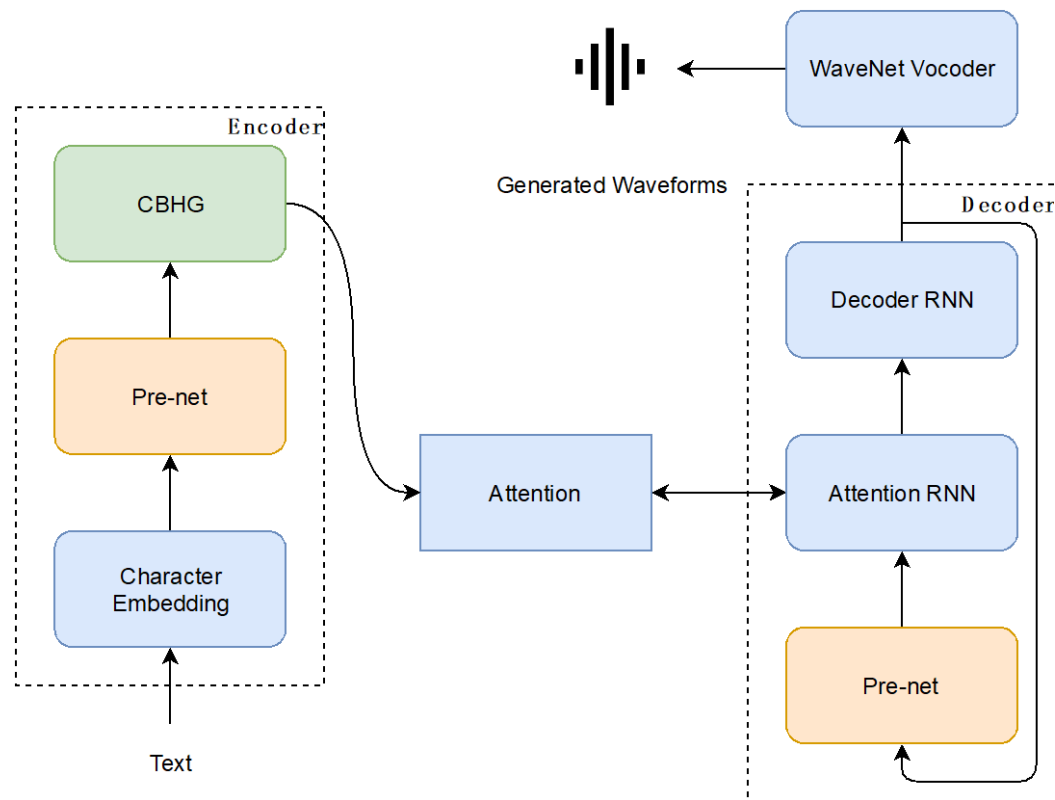 WaveNet Vocoder
Encoder
Generated Waveforms
Decoder
CBHG
Decoder RNN
Pre-net
Attention
Attention RNN
Character
Embedding
Pre-net
Text